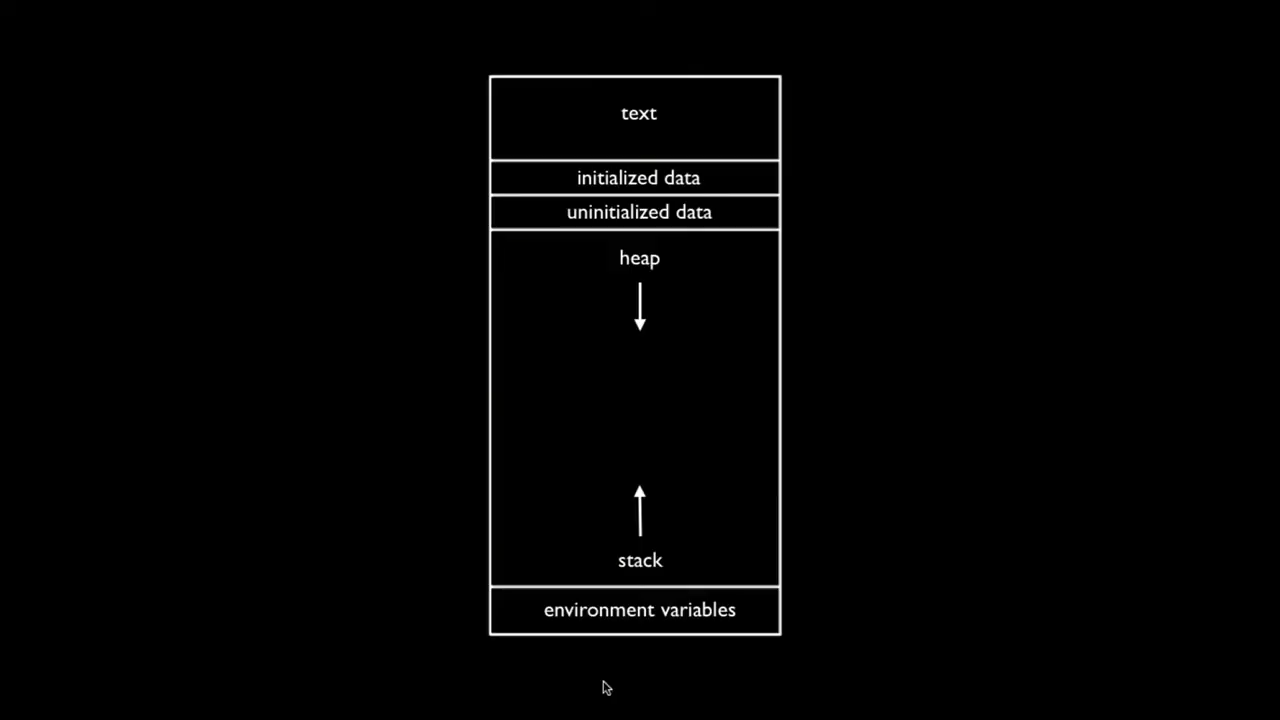 text
initialized data
uninitialized data
heap
stack
environment variables